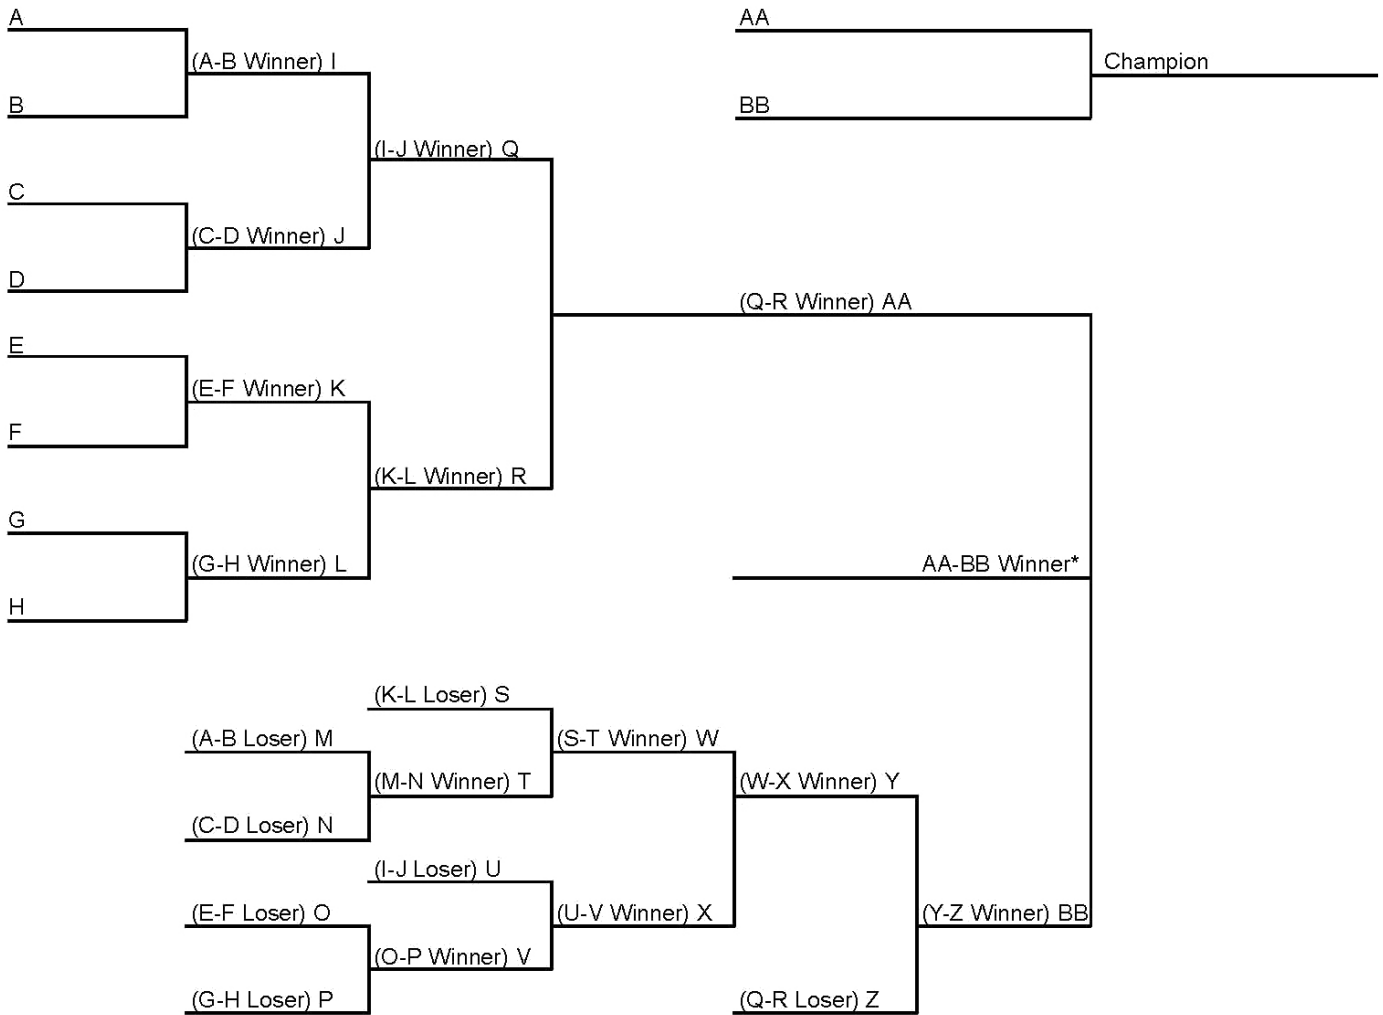 A
AA
(A-B Winner) I
Champion
B
BB
(I-J Winner) Q
C
(C-D Winner) J
D
(Q-R Winner) AA
E
(E-F Winner) K
F
(K-L Winner) R
G
(G-H Winner) L
AA-BB Winner*
H
(K-L Loser) S
(A-B Loser) M
(S-T Winner) W
(M-N Winner) T
(W-X Winner) Y
(C-D Loser) N
(I-J Loser) U
(E-F Loser) O
(U-V Winner) X
(Y-Z Winner) BB
(O-P Winner) V
(G-H Loser) P
(Q-R Loser) Z